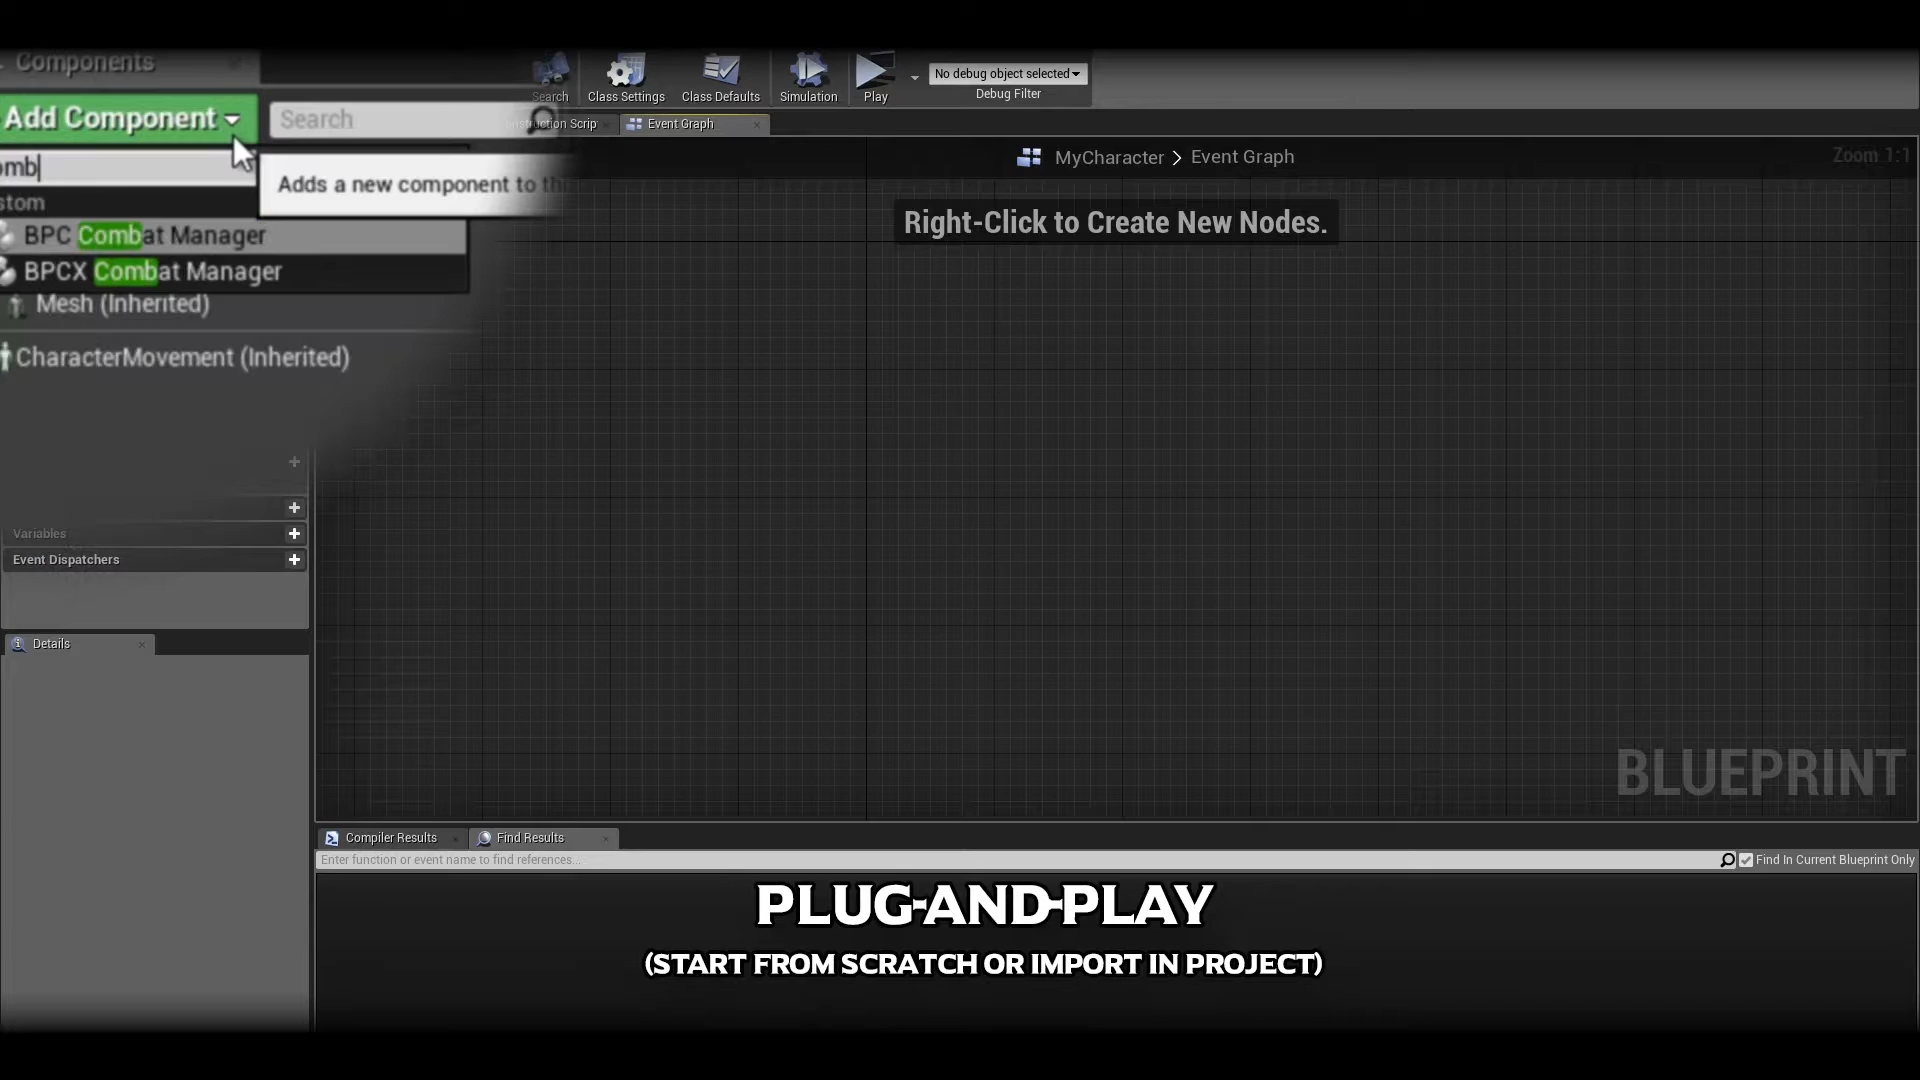 Components
Add Component
Search
Search
Class Settings
Class Defaults
Simulation
Play
No debug object selected
Debug Filter
Event Graph
omb
Adds a new component to
MyCharacter > Event Graph
Zoom 1:1
BPC Combat Manager
BPCX Combat Manager
Mesh (Inherited)
CharacterMovement (Inherited)
Right-Click to Create New Nodes.
Variables
Event Dispatchers
Details
BLUEPRINT
Compiler Results
Find Results
Enter function or event name to find references...
Find In Current Blueprint Only
PLUG-AND-PLAY
(START FROM SCRATCH OR IMPORT IN PROJECT)